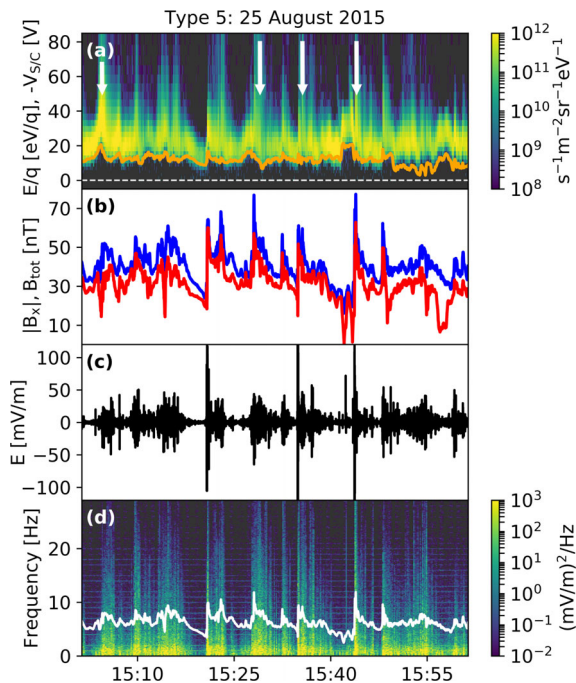 Type 5: 25 August 2015
(a)
E/q [eV/q], -V_S/C [V]
80
60
40
20
0
10^12
10^11
10^10
10^9
10^8
s^-1m^-2sr^-1eV^-1
(b)
|B_x|, B_tot [nT]
70
50
30
10
(c)
E [mV/m]
100
50
0
−50
−100
(d)
Frequency [Hz]
20
10
0
10^3
10^2
10^1
10^0
10^-1
10^-2
(mV/m)^2/Hz
15:10 15:25 15:40 15:55